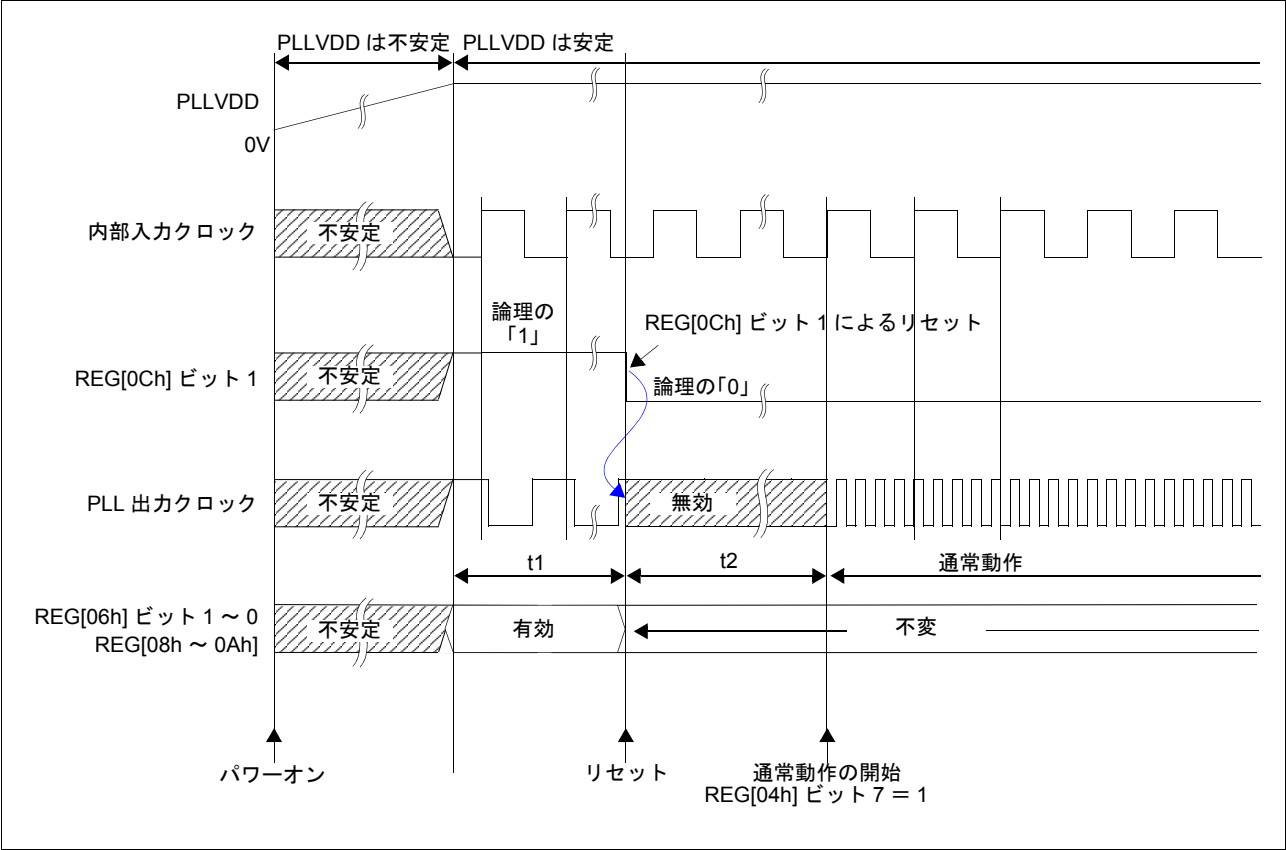 PLLVDD は不安定
PLLVDD は安定
PLLVDD
0V
内部入力クロック
不安定
論理の
「1」
REG[0Ch] ビット 1 によるリセット
REG[0Ch] ビット 1
不安定
論理の「0」
PLL 出力クロック
不安定
無効
t1
t2
通常動作
REG[06h] ビット 1 ～ 0
REG[08h ～ 0Ah]
不安定
有効
不変
パワーオン
リセット
通常動作の開始
REG[04h] ビット 7 ＝ 1